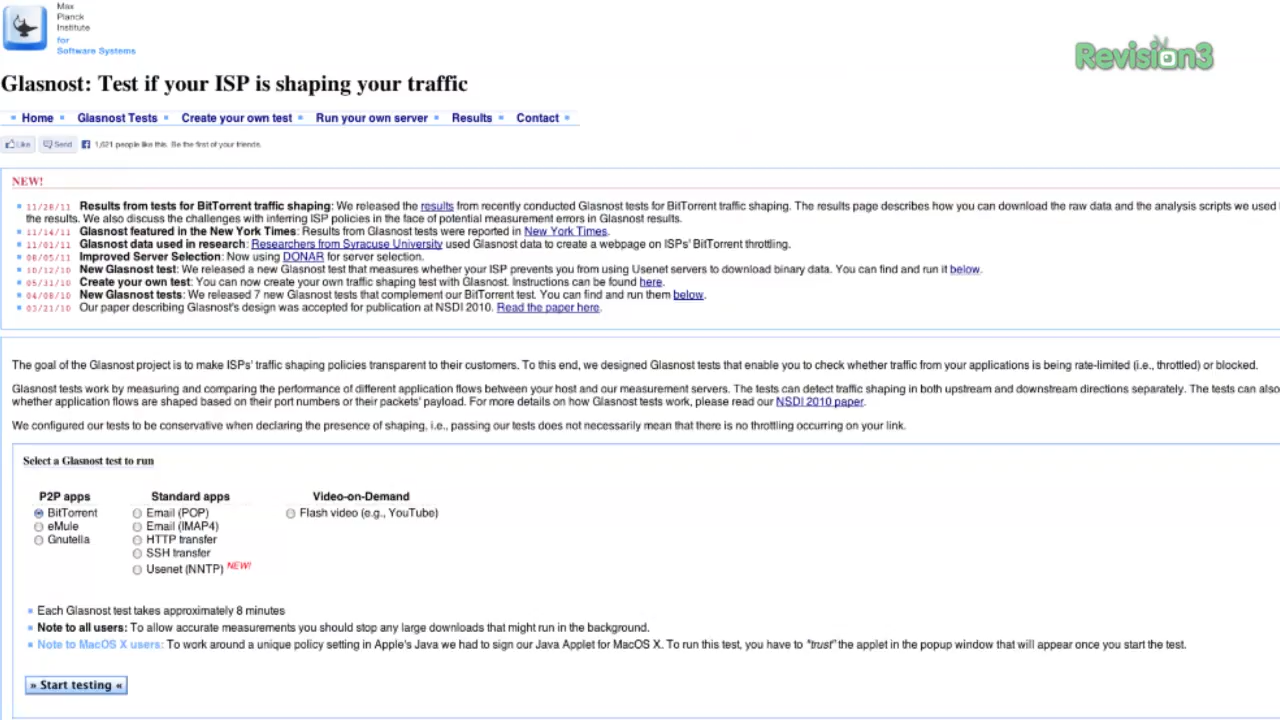 Max
Planck
Institute
for
Software Systems
Revision3
Glasnost: Test if your ISP is shaping your traffic
Home Glasnost Tests Create your own test Run your own server Results Contact
Like Send 1,621 people like this. Be the first of your friends.
NEW!
11/28/11 Results from tests for BitTorrent traffic shaping: We released the results from recently conducted Glasnost tests for BitTorrent traffic shaping. The results page describes how you can download the raw data and the analysis scripts we used
the results. We also discuss the challenges with inferring ISP policies in the face of potential measurement errors in Glasnost results.
11/14/11 Glasnost featured in the New York Times: Results from Glasnost tests were reported in New York Times.
11/01/11 Glasnost data used in research: Researchers from Syracuse University used Glasnost data to create a webpage on ISPs' BitTorrent throttling.
08/05/11 Improved Server Selection: Now using DONAR for server selection.
10/12/10 New Glasnost test: We released a new Glasnost test that measures whether your ISP prevents you from using Usenet servers to download binary data. You can find and run it below.
05/31/10 Create your own test: You can now create your own traffic shaping test with Glasnost. Instructions can be found here.
04/08/10 New Glasnost tests: We released 7 new Glasnost tests that complement our BitTorrent test. You can find and run them below.
03/21/10 Our paper describing Glasnost's design was accepted for publication at NSDI 2010. Read the paper here.
The goal of the Glasnost project is to make ISPs' traffic shaping policies transparent to their customers. To this end, we designed Glasnost tests that enable you to check whether traffic from your applications is being rate-limited (i.e., throttled) or blocked.
Glasnost tests work by measuring and comparing the performance of different application flows between your host and our measurement servers. The tests can detect traffic shaping in both upstream and downstream directions separately. The tests can also
whether application flows are shaped based on their port numbers or their packets' payload. For more details on how Glasnost tests work, please read our NSDI 2010 paper.
We configured our tests to be conservative when declaring the presence of shaping, i.e., passing our tests does not necessarily mean that there is no throttling occurring on your link.
Select a Glasnost test to run
P2P apps Standard apps Video-on-Demand
BitTorrent Email (POP) Flash video (e.g., YouTube)
eMule Email (IMAP4)
Gnutella HTTP transfer
SSH transfer
Usenet (NNTP) NEW!
Each Glasnost test takes approximately 8 minutes
Note to all users: To allow accurate measurements you should stop any large downloads that might run in the background.
Note to MacOS X users: To work around a unique policy setting in Apple's Java we had to sign our Java Applet for MacOS X. To run this test, you have to "trust" the applet in the popup window that will appear once you start the test.
» Start testing «